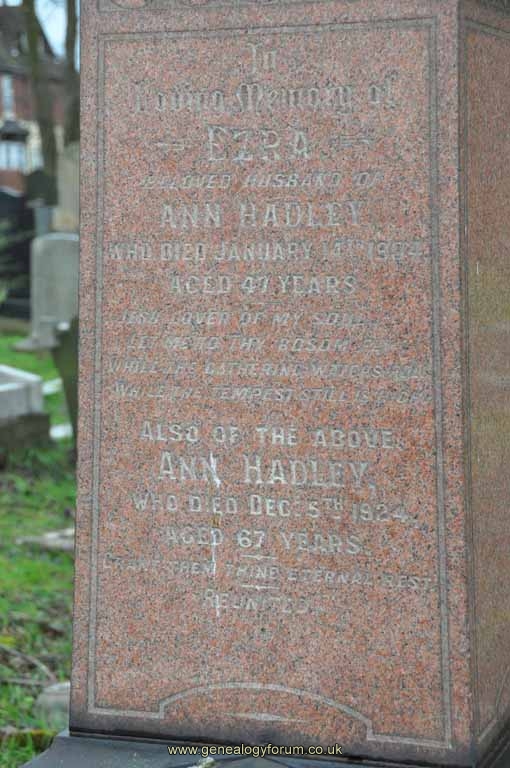 In
Loving Memory of
EZRA
BELOVED HUSBAND OF
ANN HADLEY,
WHO DIED JANUARY 14TH 1904
AGED 47 YEARS
JESU LOVER OF MY SOUL
LET ME TO THY BOSOM FLY
WHILE THE GATHERING WATERS ROLL
WHILE THE TEMPEST STILL IS HIGH
ALSO OF THE ABOVE
ANN HADLEY,
WHO DIED DEC. 5TH 1924,
AGED 67 YEARS.
GRANT THEM THINE ETERNAL REST.
REUNITED.
www.genealogyforum.co.uk